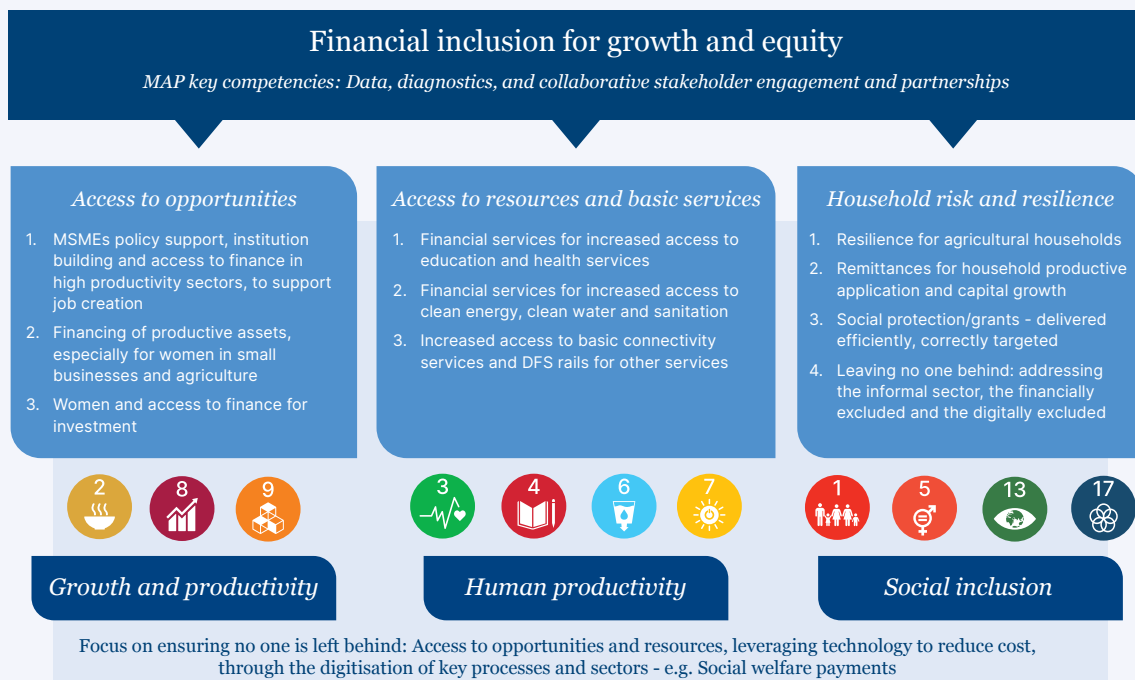 Financial inclusion for growth and equity
MAP key competencies: Data, diagnostics, and collaborative stakeholder engagement and partnerships
Access to opportunities
1. MSMEs policy support, institution
building and access to finance in
high productivity sectors, to support
job creation
2. Financing of productive assets,
especially for women in small
businesses and agriculture
3. Women and access to finance for
investment
Access to resources and basic services
1. Financial services for increased access to
education and health services
2. Financial services for increased access to
clean energy, clean water and sanitation
3. Increased access to basic connectivity
services and DFS rails for other services
Household risk and resilience
1. Resilience for agricultural households
2. Remittances for household productive
application and capital growth
3. Social protection/grants - delivered
efficiently, correctly targeted
4. Leaving no one behind: addressing
the informal sector, the financially
excluded and the digitally excluded
2 8 9
3 4 6 7
1 5 13 17
Growth and productivity
Human productivity
Social inclusion
Focus on ensuring no one is left behind: Access to opportunities and resources, leveraging technology to reduce cost,
through the digitisation of key processes and sectors - e.g. Social welfare payments